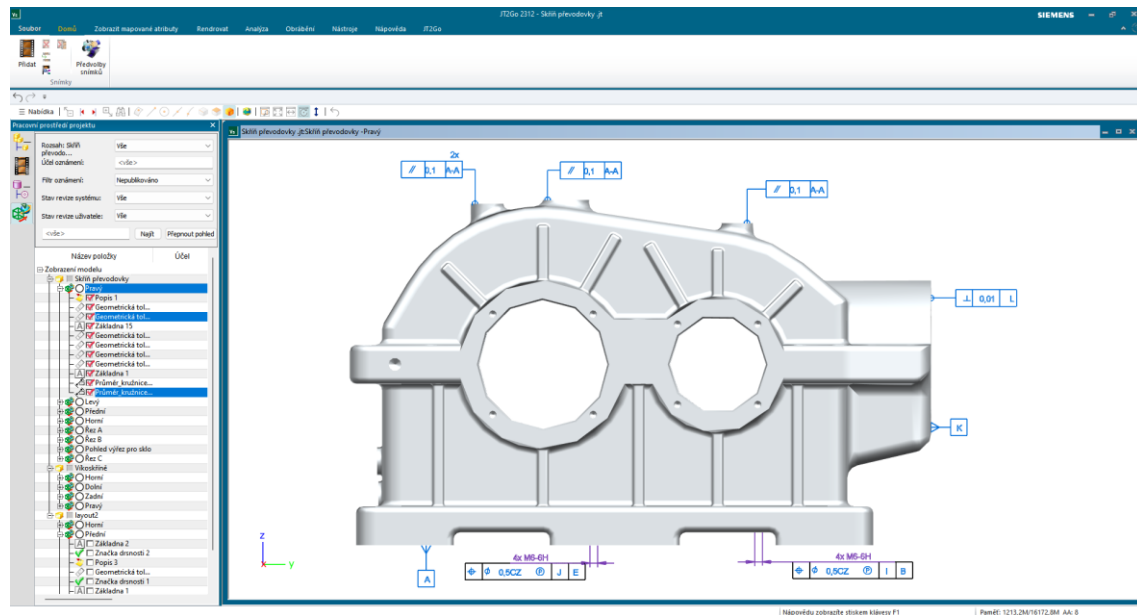 JT2Go 2312 - Skříň převodovky .jt
SIEMENS
Soubor Domů Zobrazit mapované atributy Rendrovat Analýza Obrábění Nástroje Nápověda JT2Go
Přidat
Předvolby
snímků
Snímky
Nabídka
Pracovní prostředí projektu
Skříň převodovky .jt:Skříň převodovky -Pravý
Rozsah: Skříň
převodo...
Vše
Účel oznámení: <vše>
Filtr oznámení: Nepublikováno
Stav revize systému: Vše
Stav revize uživatele: Vše
<vše> Najít Přepnout pohled
Název položky Účel
Zobrazení modelu
Skříň převodovky
Pravý
Popis 1
Geometrická tol...
Geometrická tol...
Základna 15
Geometrická tol...
Geometrická tol...
Geometrická tol...
Geometrická tol...
Základna 1
Průměr_kružnice...
Průměr_kružnice...
Levý
Přední
Horní
Řez A
Řez B
Pohled výřez pro sklo
Řez C
Víkoskříně
Horní
Dolní
Zadní
Pravý
layout2
Horní
Přední
Základna 2
Značka drsnosti 2
Popis 3
Geometrická tol...
Značka drsnosti 1
Základna 1
2x
// 0,1 A-A
// 0,1 A-A
// 0,1 A-A
⊥ 0,01 L
K
Z
Y
A
4x M6-6H
⌖ ϕ 0,5CZ Ⓟ J E
4x M6-6H
⌖ ϕ 0,5CZ Ⓟ I B
Nápovědu zobrazíte stiskem klávesy F1
Paměť: 1213,2M/16172,8M AA: 8